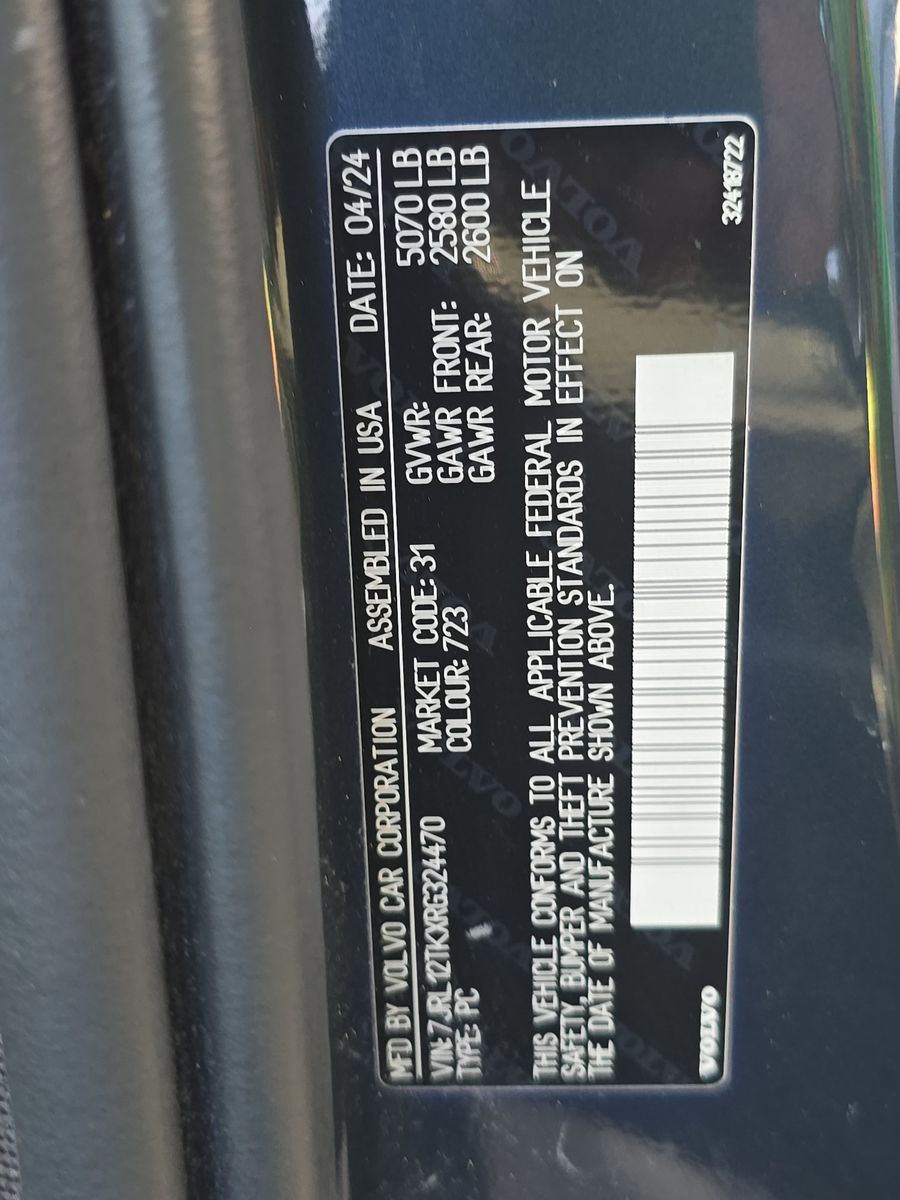 MFD BY VOLVO CAR CORPORATION ASSEMBLED IN USA DATE: 04/24
VIN: 7JRL12TKXRG324470 MARKET CODE: 31 GVWR: 5070 LB
TYPE: PC COLOUR: 723 GAWR FRONT: 2580 LB
GAWR REAR: 2600 LB
THIS VEHICLE CONFORMS TO ALL APPLICABLE FEDERAL MOTOR VEHICLE
SAFETY, BUMPER AND THEFT PREVENTION STANDARDS IN EFFECT ON
THE DATE OF MANUFACTURE SHOWN ABOVE.
VOLVO 32418722